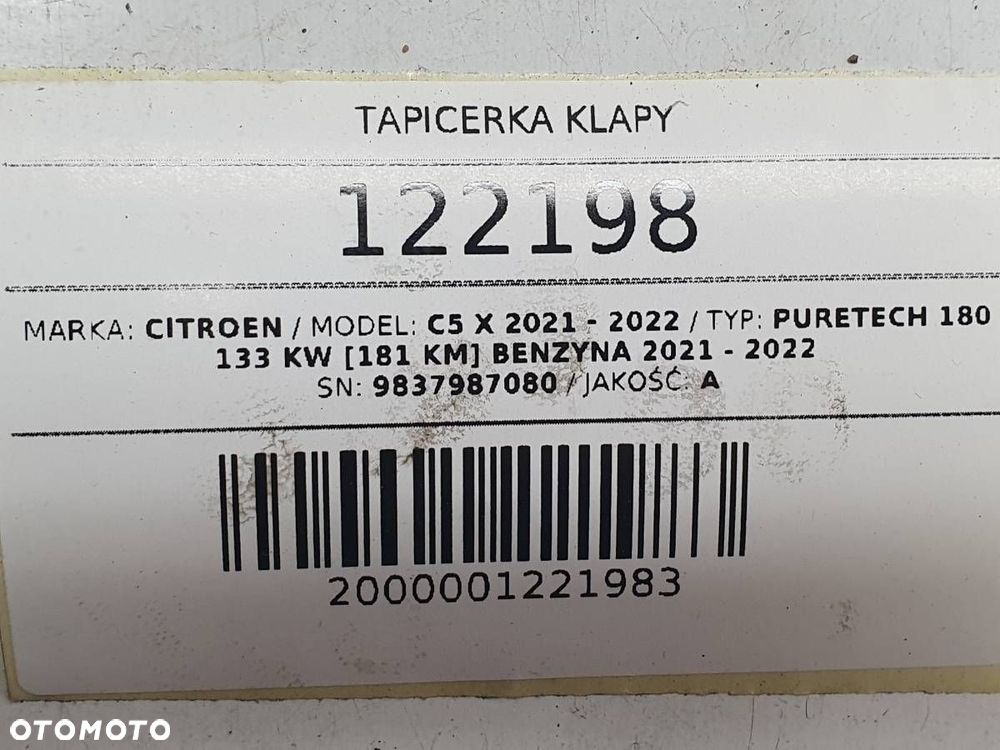 TAPICERKA KLAPY
122198
MARKA: CITROEN / MODEL: C5 X 2021 - 2022 / TYP: PURETECH 180
133 KW [181 KM] BENZYNA 2021 - 2022
SN: 9837987080 / JAKOŚĆ: A
2000001221983
OTOMOTO